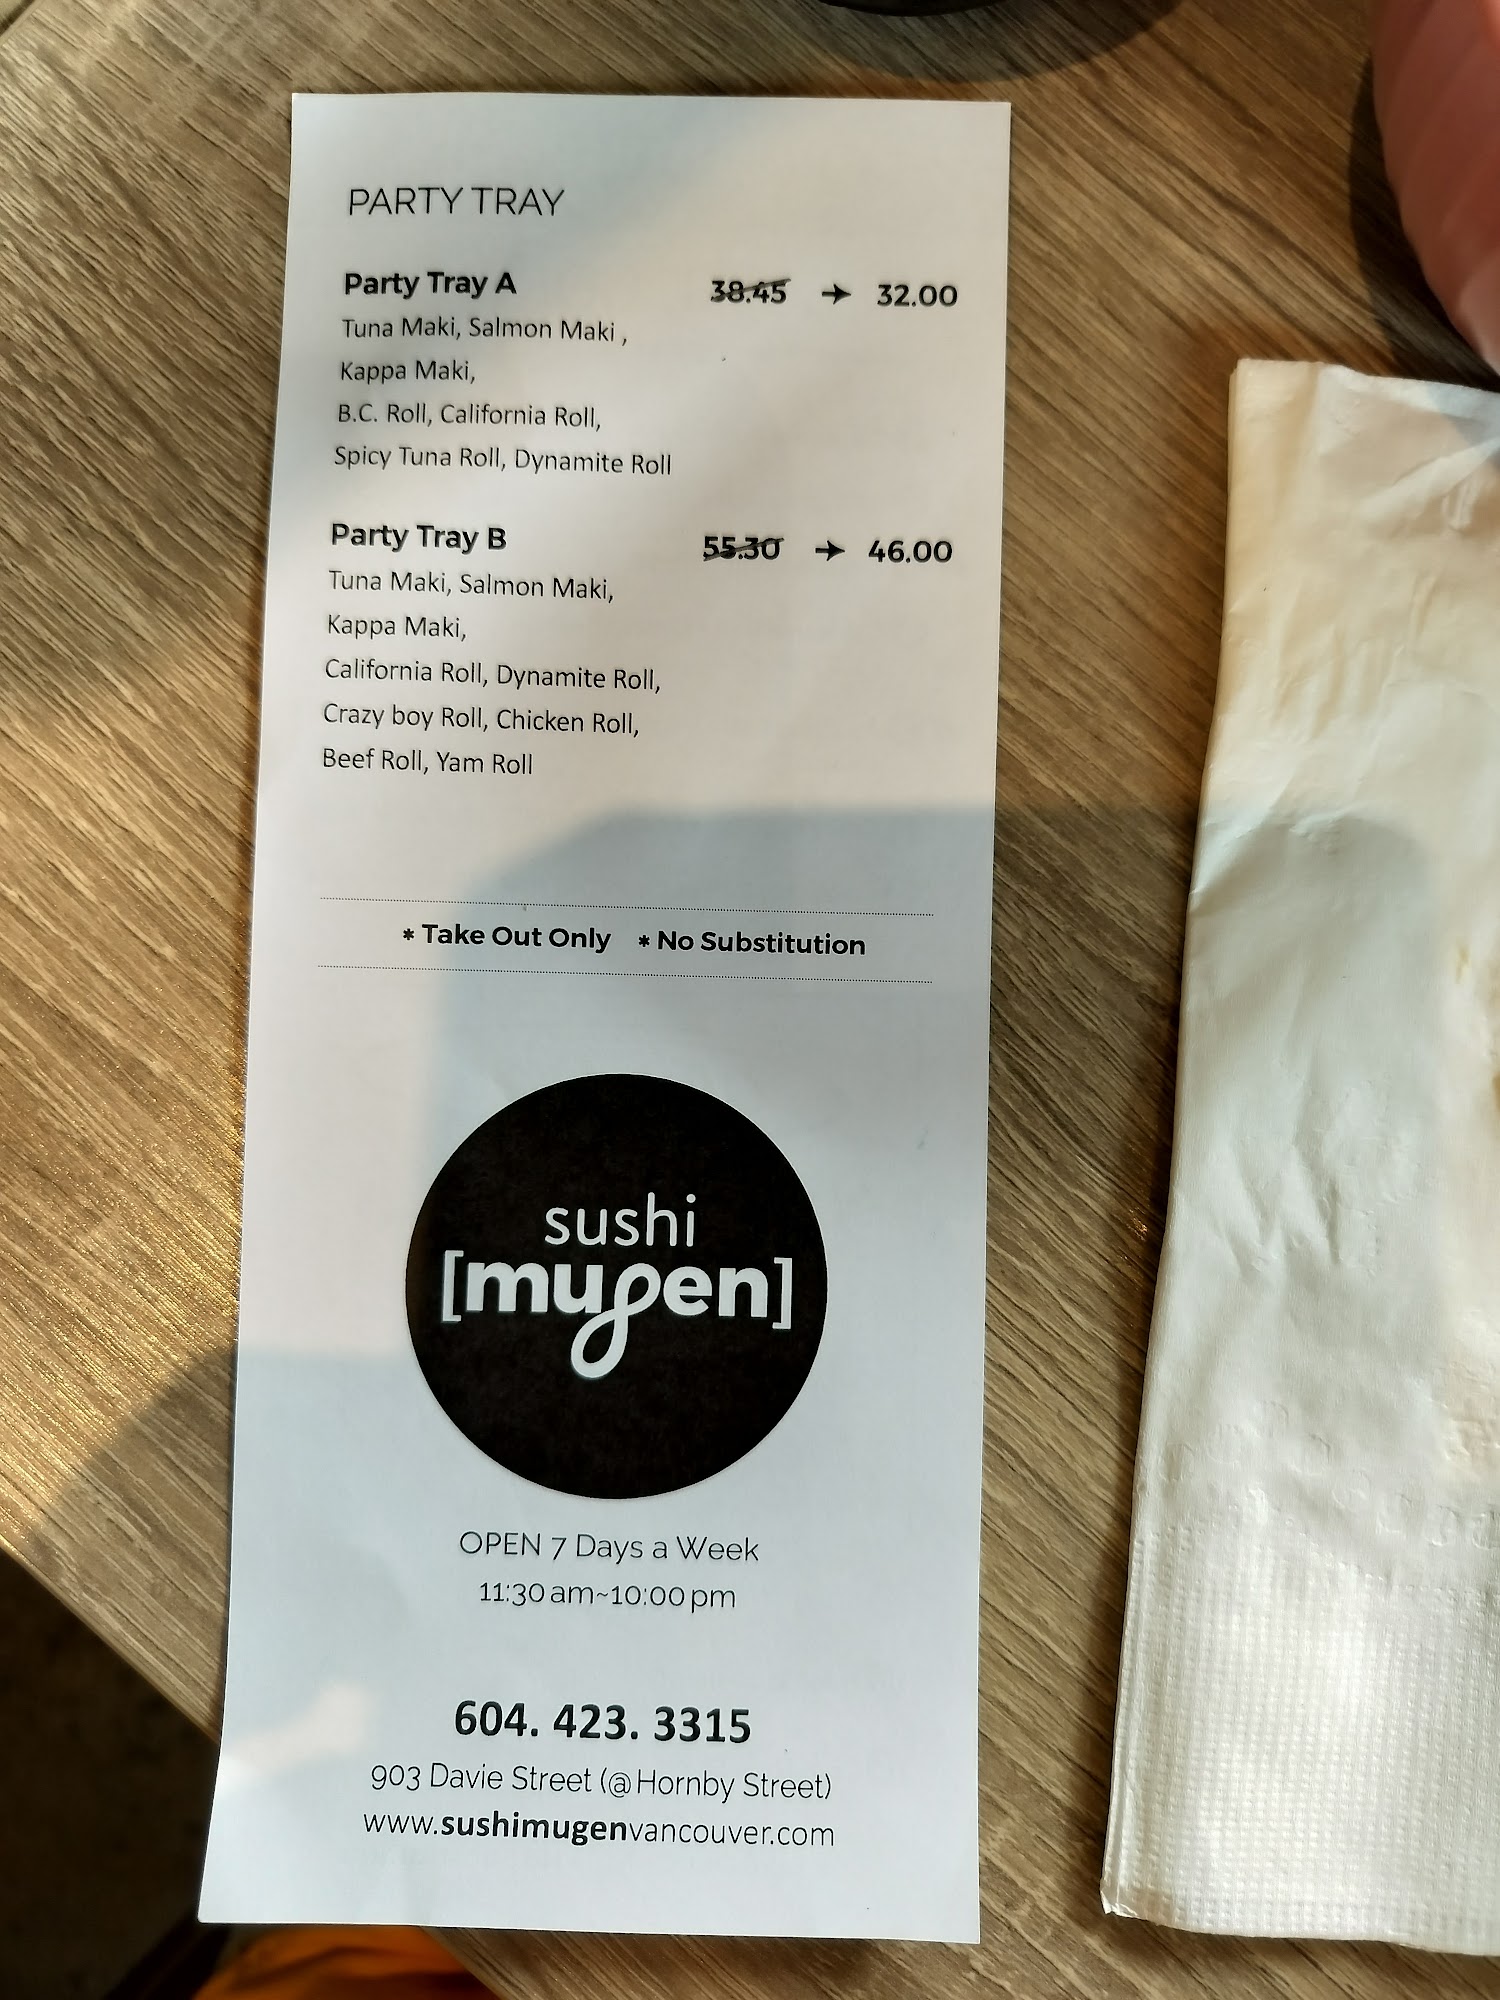 PARTY TRAY
Party Tray A 38.45 → 32.00
Tuna Maki, Salmon Maki ,
Kappa Maki,
B.C. Roll, California Roll,
Spicy Tuna Roll, Dynamite Roll
Party Tray B 55.30 → 46.00
Tuna Maki, Salmon Maki,
Kappa Maki,
California Roll, Dynamite Roll,
Crazy boy Roll, Chicken Roll,
Beef Roll, Yam Roll
* Take Out Only * No Substitution
sushi
[mugen]
OPEN 7 Days a Week
11:30 am~10:00 pm
604. 423. 3315
903 Davie Street (@ Hornby Street)
www.sushimugenvancouver.com